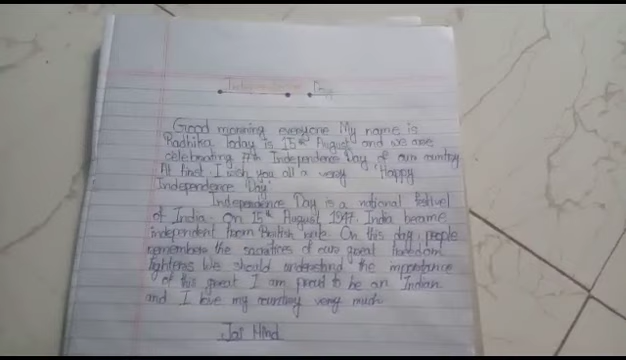 Independence Day
Good morning everyone My name is
Radhika Today is 15th August and we are
celebrating 77th Independence Day of our country
At first I wish you all a very "Happy
Independence Day"
Independence Day is a national festivel
of India. On 15th August 1947. India became
independent from British rule. On this day, people
remembers the sacrifices of our great freedom
fighters We should understand the importance
of this great I am proud to be an Indian
and I love my country very much
Jai Hind